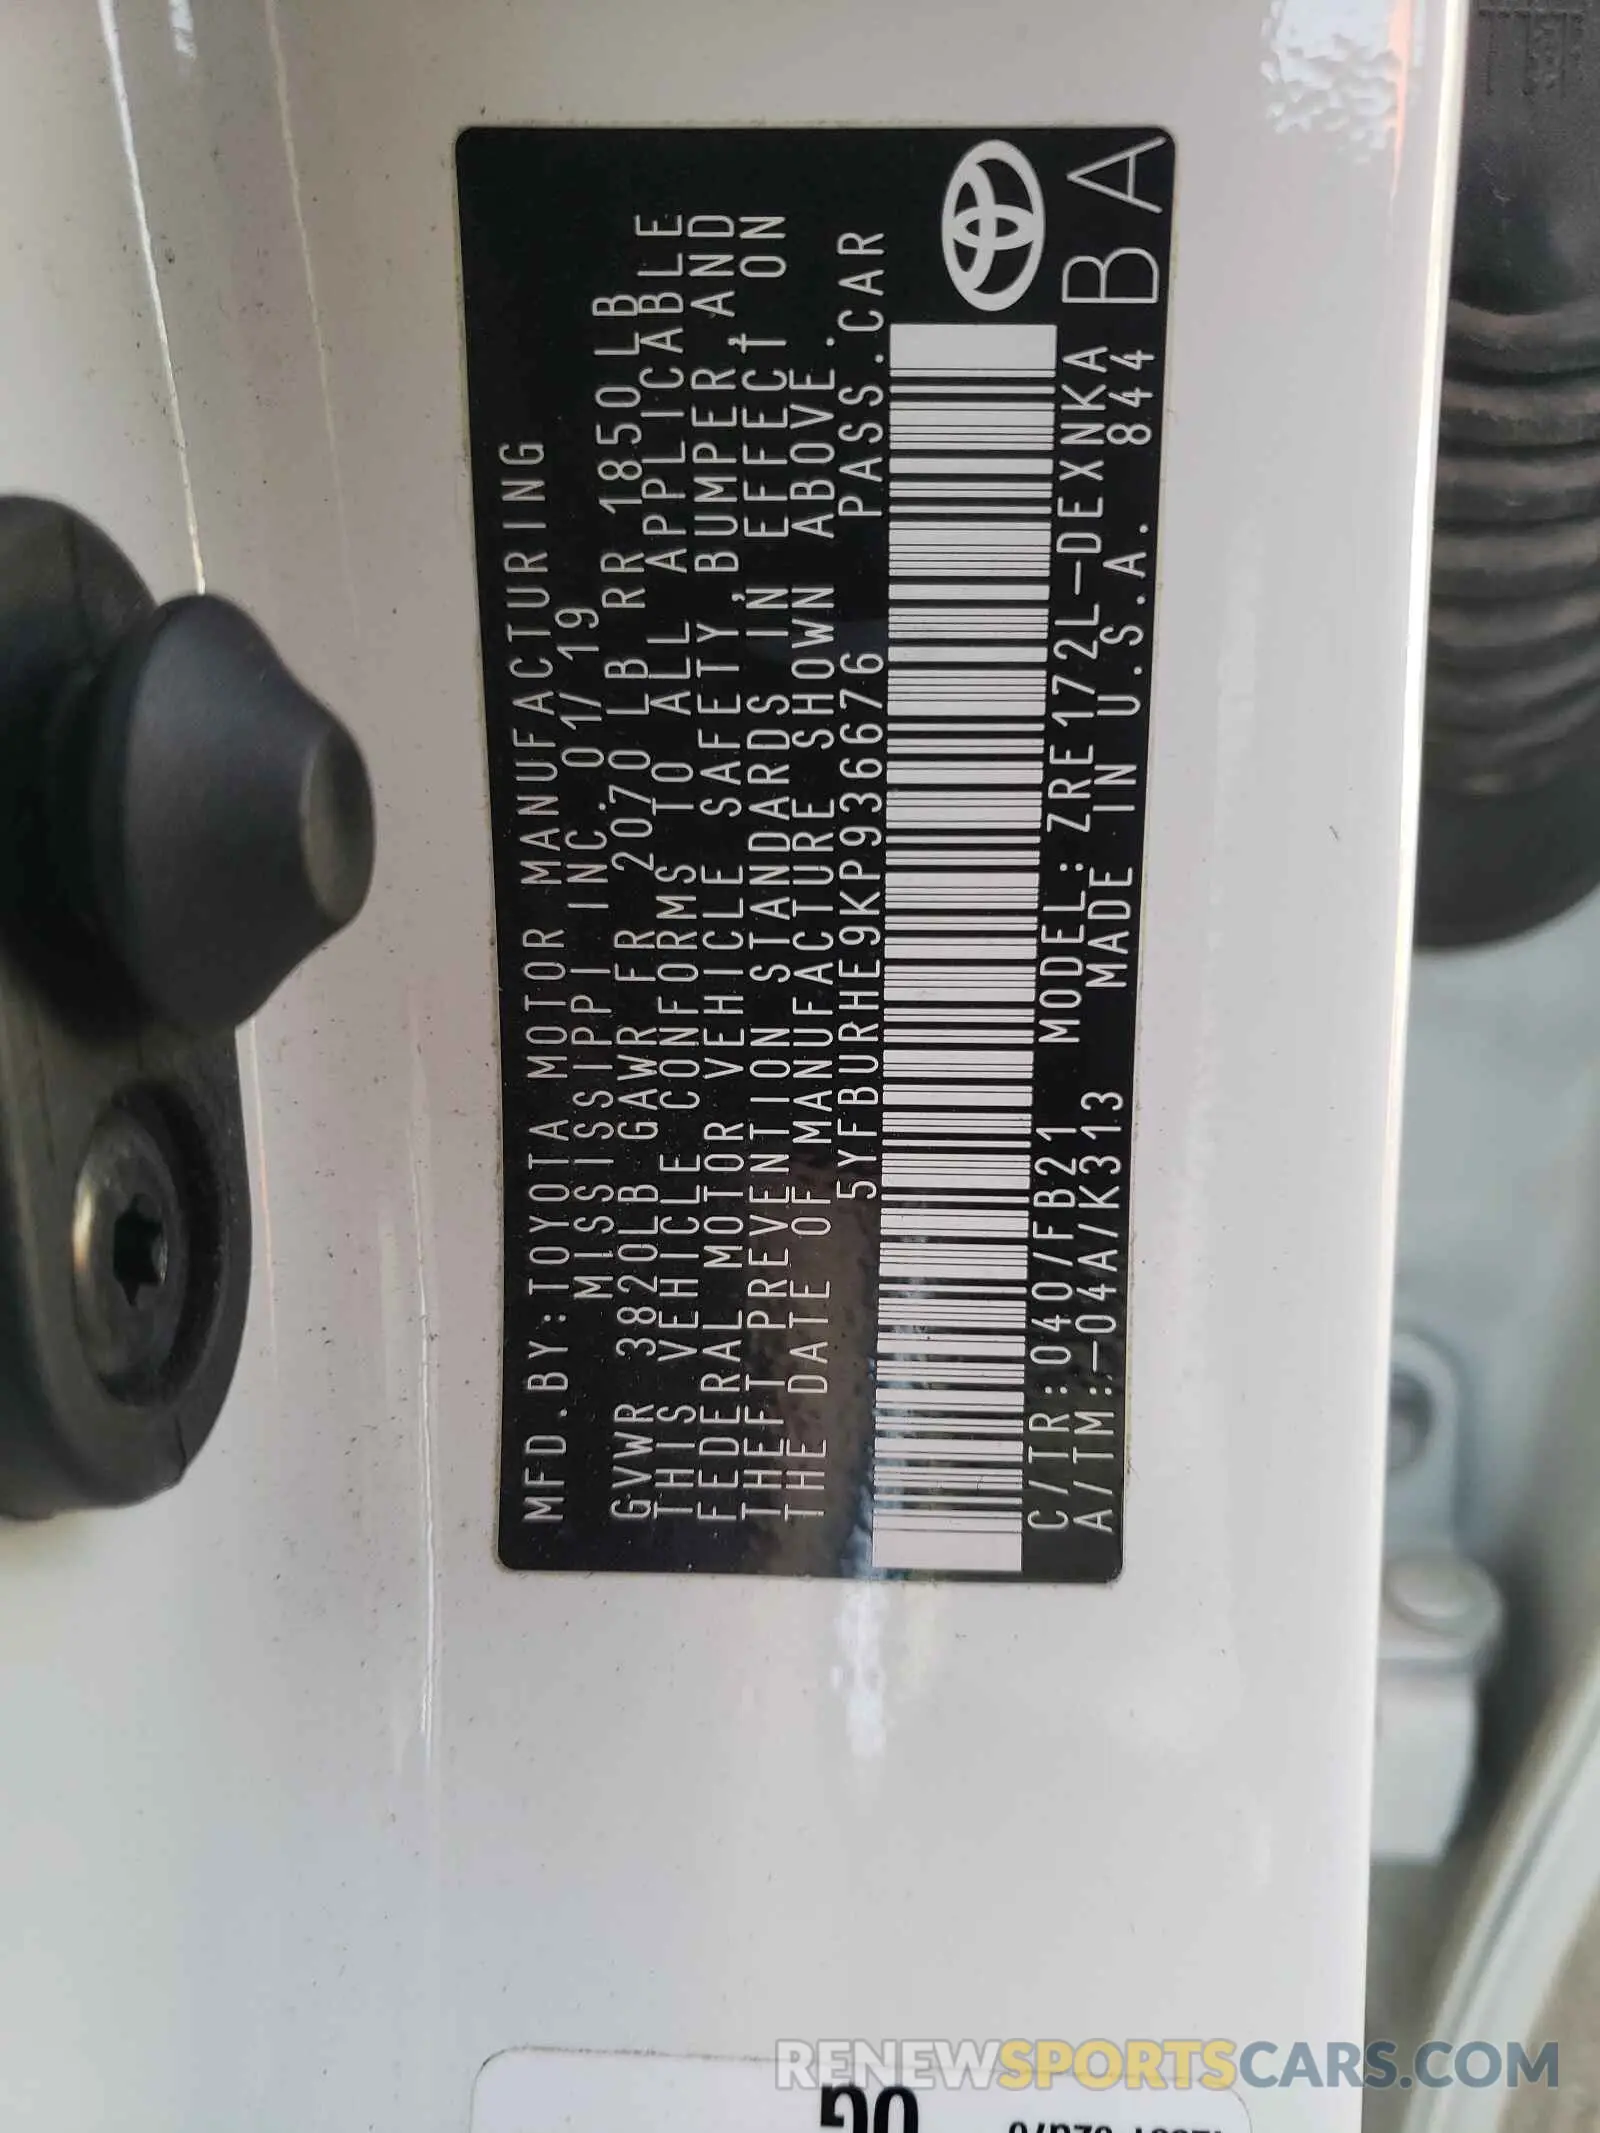 MFD.BY:TOYOTA MOTOR MANUFACTURING
MISSISSIPPI INC. 01/19
GVWR 3820LB GAWR FR 2070 LB RR 1850 LB
THIS VEHICLE CONFORMS TO ALL APPLICABLE
FEDERAL MOTOR VEHICLE SAFETY, BUMPER, AND
THEFT PREVENTION STANDARDS IN EFFECT ON
THE DATE OF MANUFACTURE SHOWN ABOVE.
5YFBURHE9KP936676 PASS.CAR
C/TR:040/FB21 MODEL:ZRE172L-DEXNKA
A/TM:-04A/K313 MADE IN U.S.A. 844
BA
RENEWSPORTSCARS.COM